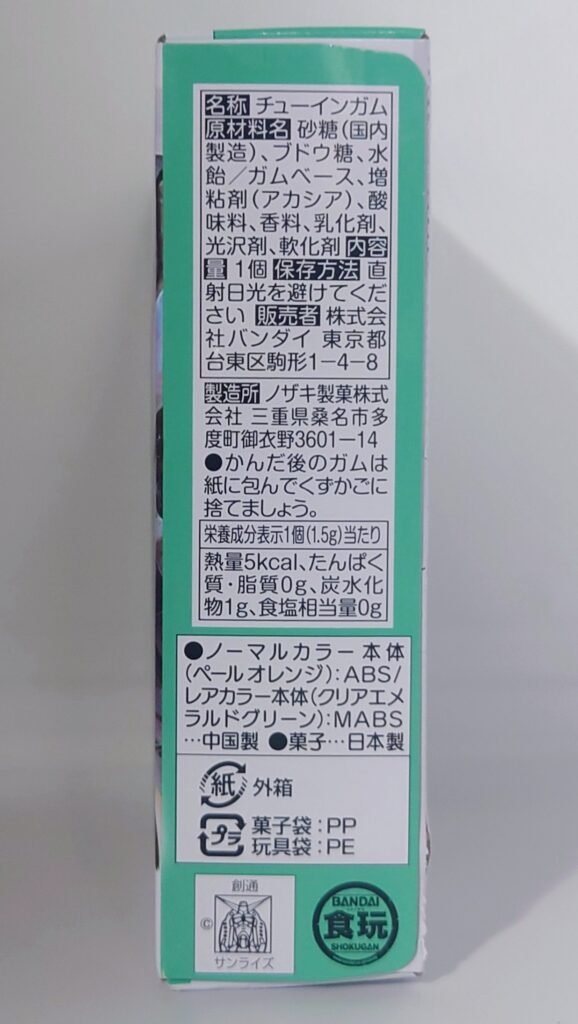 名称 チューインガム
原材料名 砂糖(国内
製造)、ブドウ糖、水
飴/ガムベース、増
粘剤(アカシア)、酸
味料、香料、乳化剤、
光沢剤、軟化剤 内容
量 1個 保存方法 直
射日光を避けてくだ
さい 販売者 株式会
社バンダイ 東京都
台東区駒形1-4-8
製造所 ノザキ製菓株式
会社 三重県桑名市多
度町御衣野3601-14
●かんだ後のガムは
紙に包んでくずかごに
捨てましょう。
栄養成分表示1個(1.5g)当たり
熱量5kcal、たんぱく
質・脂質0g、炭水化
物1g、食塩相当量0g
●ノーマルカラー本体
(ペールオレンジ):ABS/
レアカラー本体(クリアエメ
ラルドグリーン):MABS
…中国製 ●菓子…日本製
紙 外箱
プラ 菓子袋:PP
玩具袋:PE
創通
©
サンライズ
BANDAI
食玩
SHOKUGAN